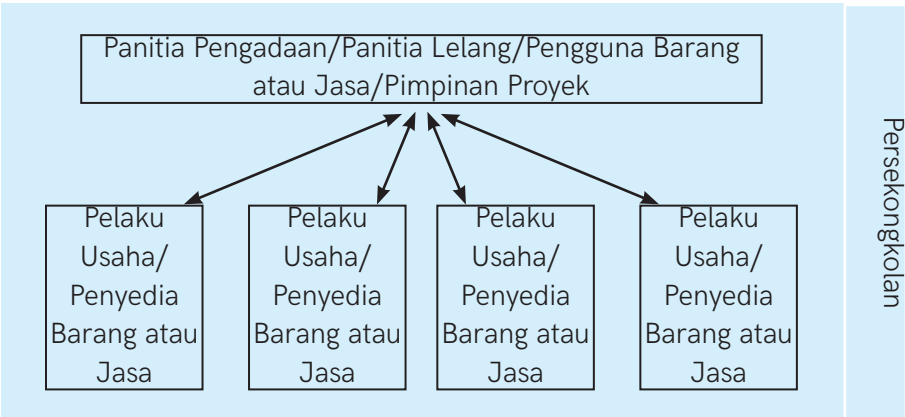 Panitia Pengadaan/Panitia Lelang/Pengguna Barang
atau Jasa/Pimpinan Proyek
Pelaku
Usaha/
Penyedia
Barang atau
Jasa
Pelaku
Usaha/
Penyedia
Barang atau
Jasa
Pelaku
Usaha/
Penyedia
Barang atau
Jasa
Pelaku
Usaha/
Penyedia
Barang atau
Jasa
Persekongkolan